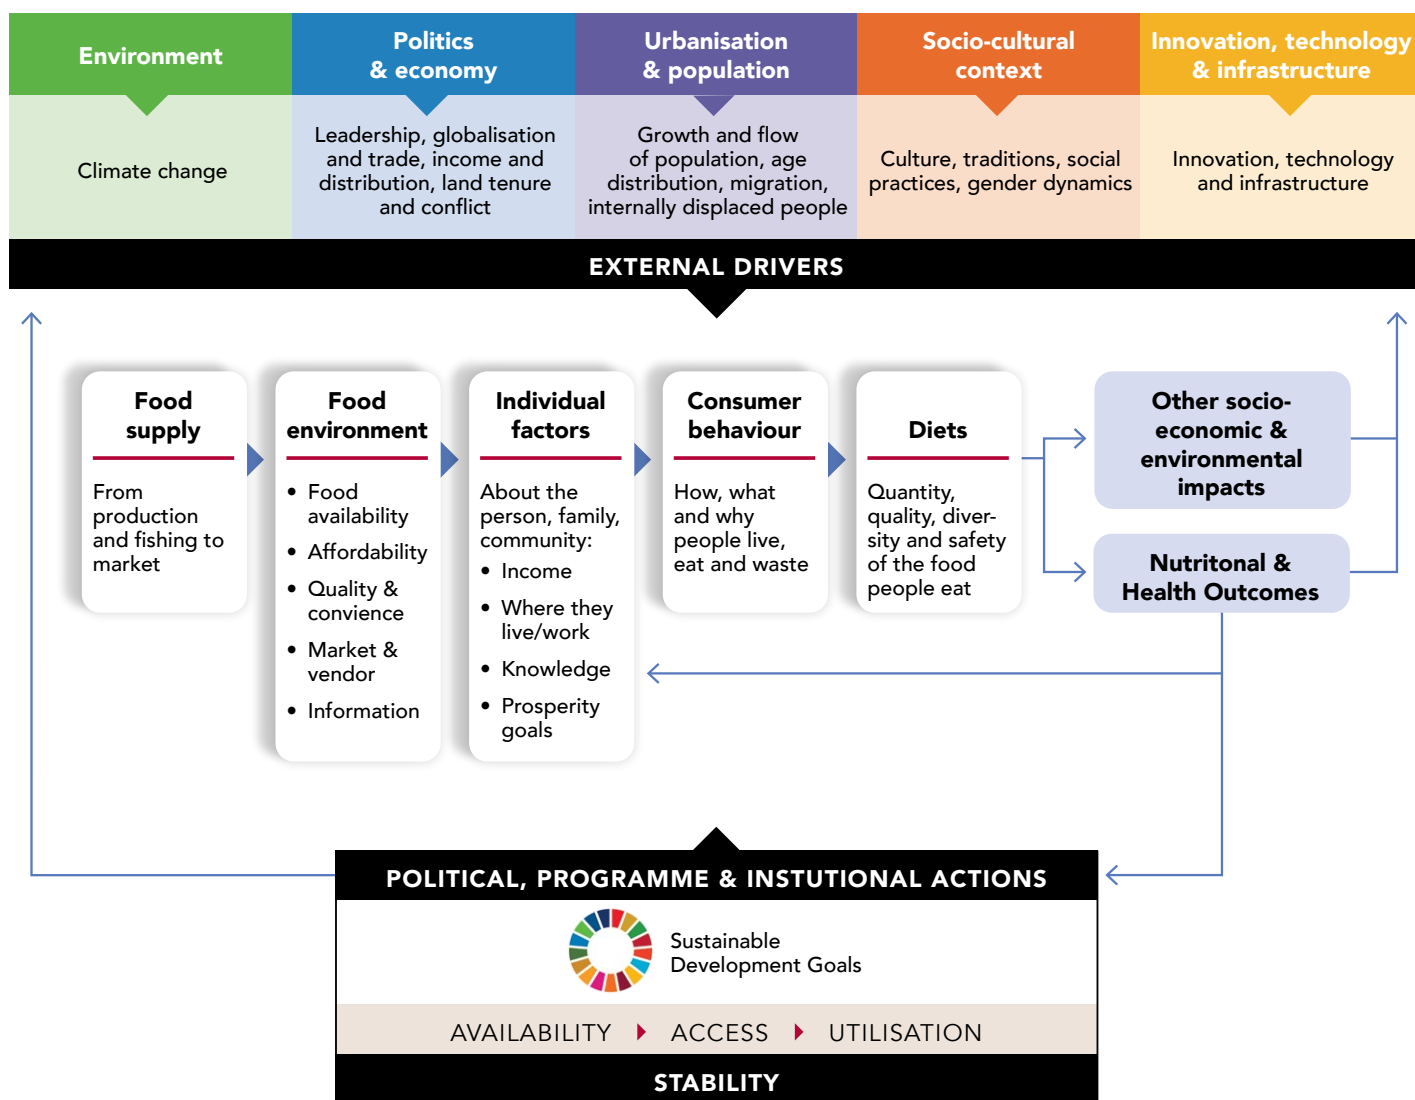 Environment
Politics
& economy
Urbanisation
& population
Socio-cultural
context
Innovation, technology
& infrastructure
Climate change
Leadership, globalisation
and trade, income and
distribution, land tenure
and conflict
Growth and flow
of population, age
distribution, migration,
internally displaced people
Culture, traditions, social
practices, gender dynamics
Innovation, technology
and infrastructure
EXTERNAL DRIVERS
Food
supply
From
production
and fishing to
market
Food
environment
• Food
availability
• Affordability
• Quality &
convience
• Market &
vendor
• Information
Individual
factors
About the
person, family,
community:
• Income
• Where they
live/work
• Knowledge
• Prosperity
goals
Consumer
behaviour
How, what
and why
people live,
eat and waste
Diets
Quantity,
quality, diver-
sity and safety
of the food
people eat
Other socio-
economic &
environmental
impacts
Nutritonal &
Health Outcomes
POLITICAL, PROGRAMME & INSTUTIONAL ACTIONS
Sustainable
Development Goals
AVAILABILITY ACCESS UTILISATION
STABILITY